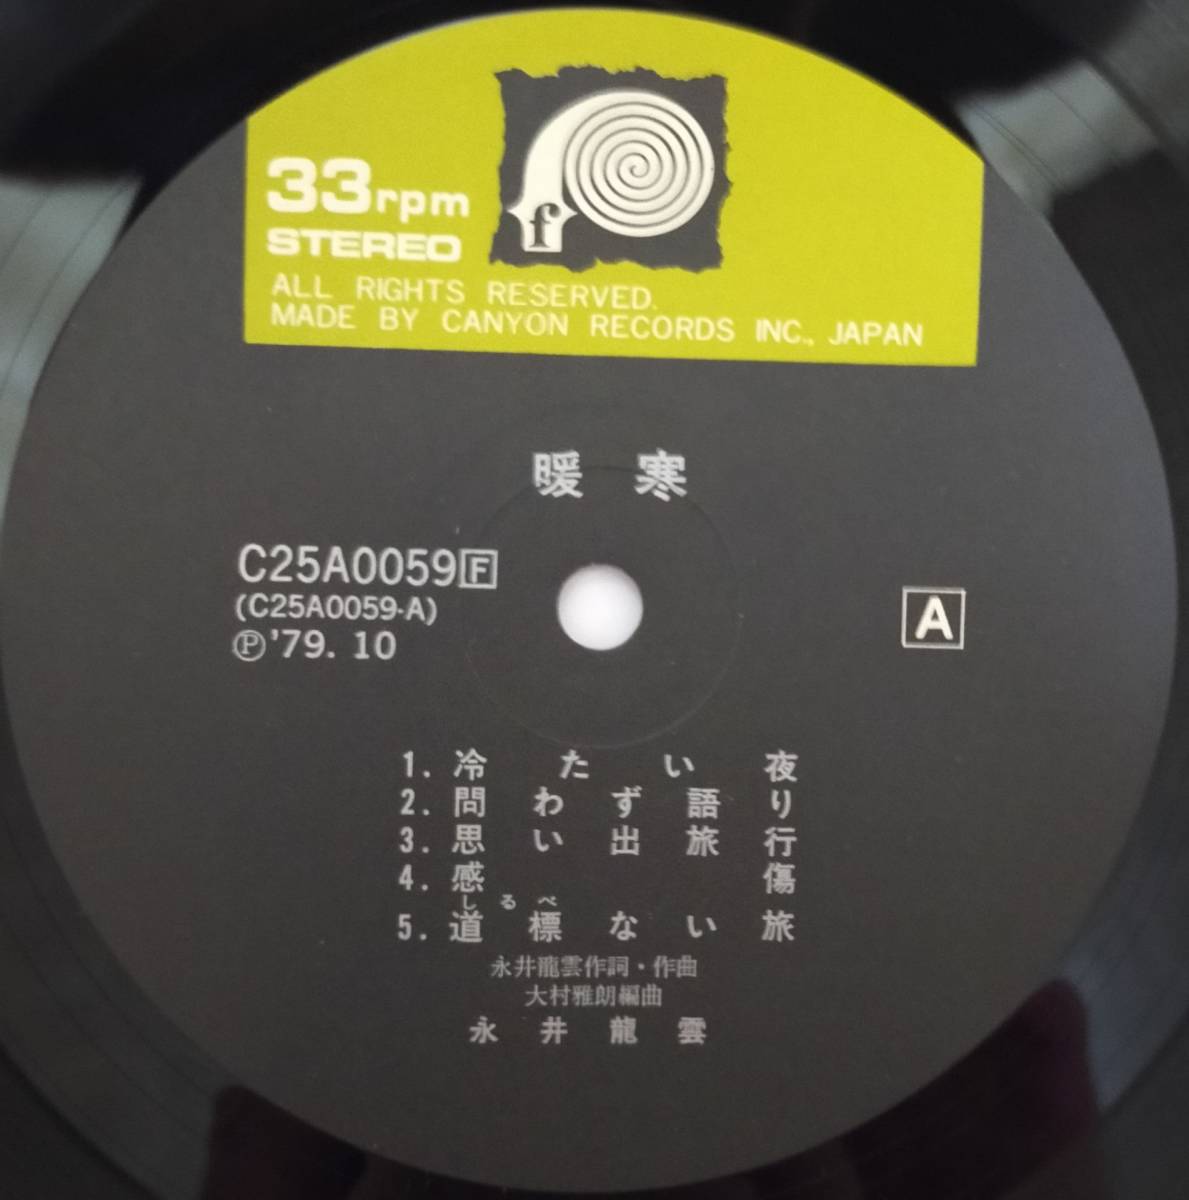 33rpm
STEREO
f
ALL RIGHTS RESERVED.
MADE BY CANYON RECORDS INC., JAPAN
暖寒
C25A0059F
(C25A0059-A)
℗'79. 10
A
1. 冷たい夜
2. 問わず語り
3. 思い出旅行
4. 感傷
しるべ
5. 道標ない旅
永井龍雲作詞・作曲
大村雅朗編曲
永井龍雲